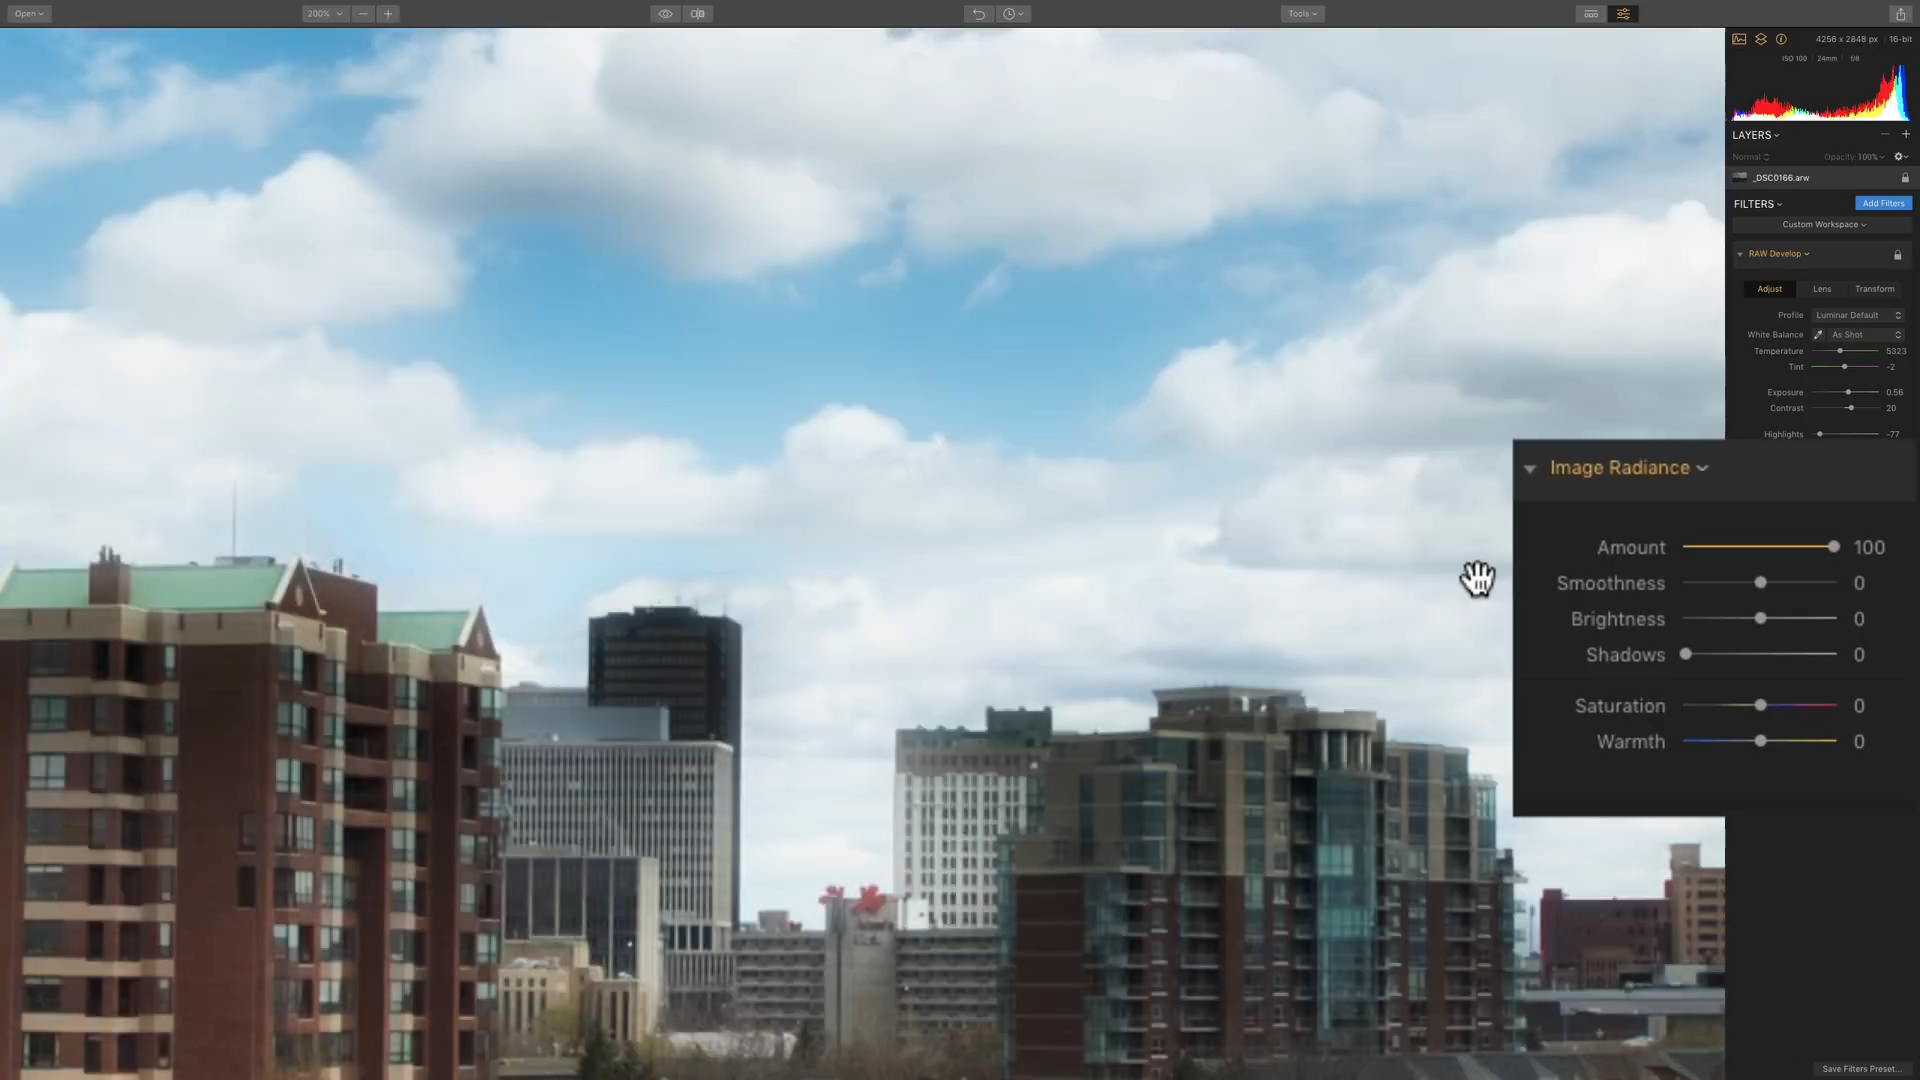 Open
200%
Tools
4256 x 2848 px
16-bit
ISO 100
24mm
f/8
LAYERS
Normal
Opacity: 100%
_DSC0166.arw
FILTERS
Add Filters
Custom Workspace
RAW Develop
Adjust
Lens
Transform
Profile
Luminar Default
White Balance
As Shot
Temperature
5323
Tint
-2
Exposure
0.56
Contrast
20
Highlights
-77
Image Radiance
Amount
100
Smoothness
0
Brightness
0
Shadows
0
Saturation
0
Warmth
0
Save Filters Preset...